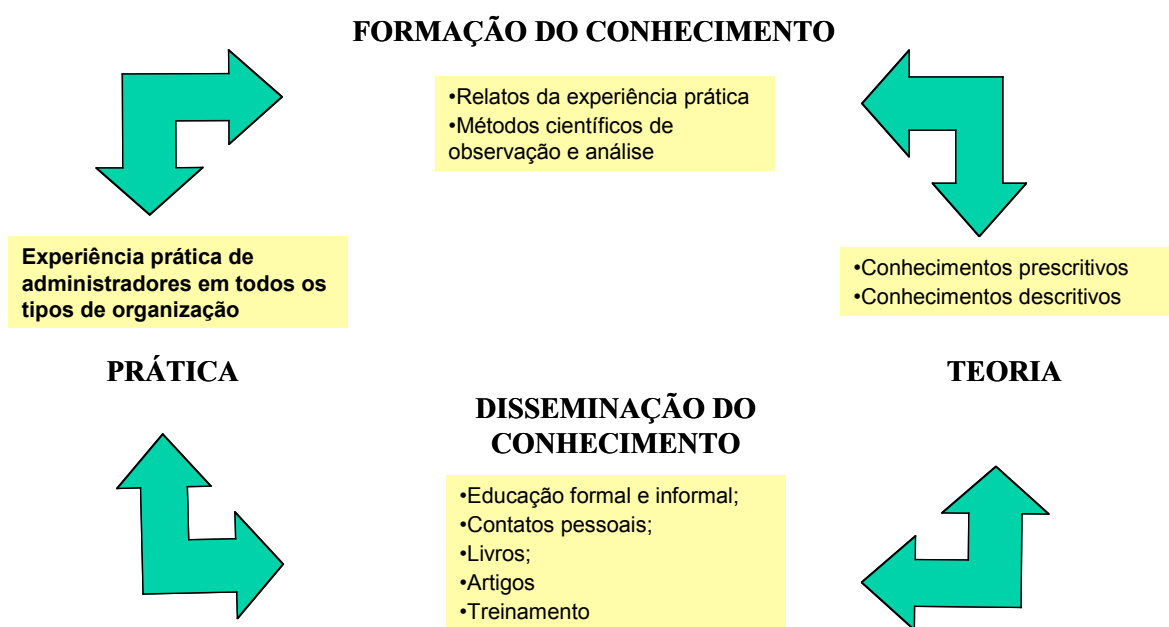 FORMAÇÃO DO CONHECIMENTO
•Relatos da experiência prática
•Métodos científicos de
observação e análise
Experiência prática de
administradores em todos os
tipos de organização
•Conhecimentos prescritivos
•Conhecimentos descritivos
PRÁTICA
TEORIA
DISSEMINAÇÃO DO
CONHECIMENTO
•Educação formal e informal;
•Contatos pessoais;
•Livros;
•Artigos
•Treinamento